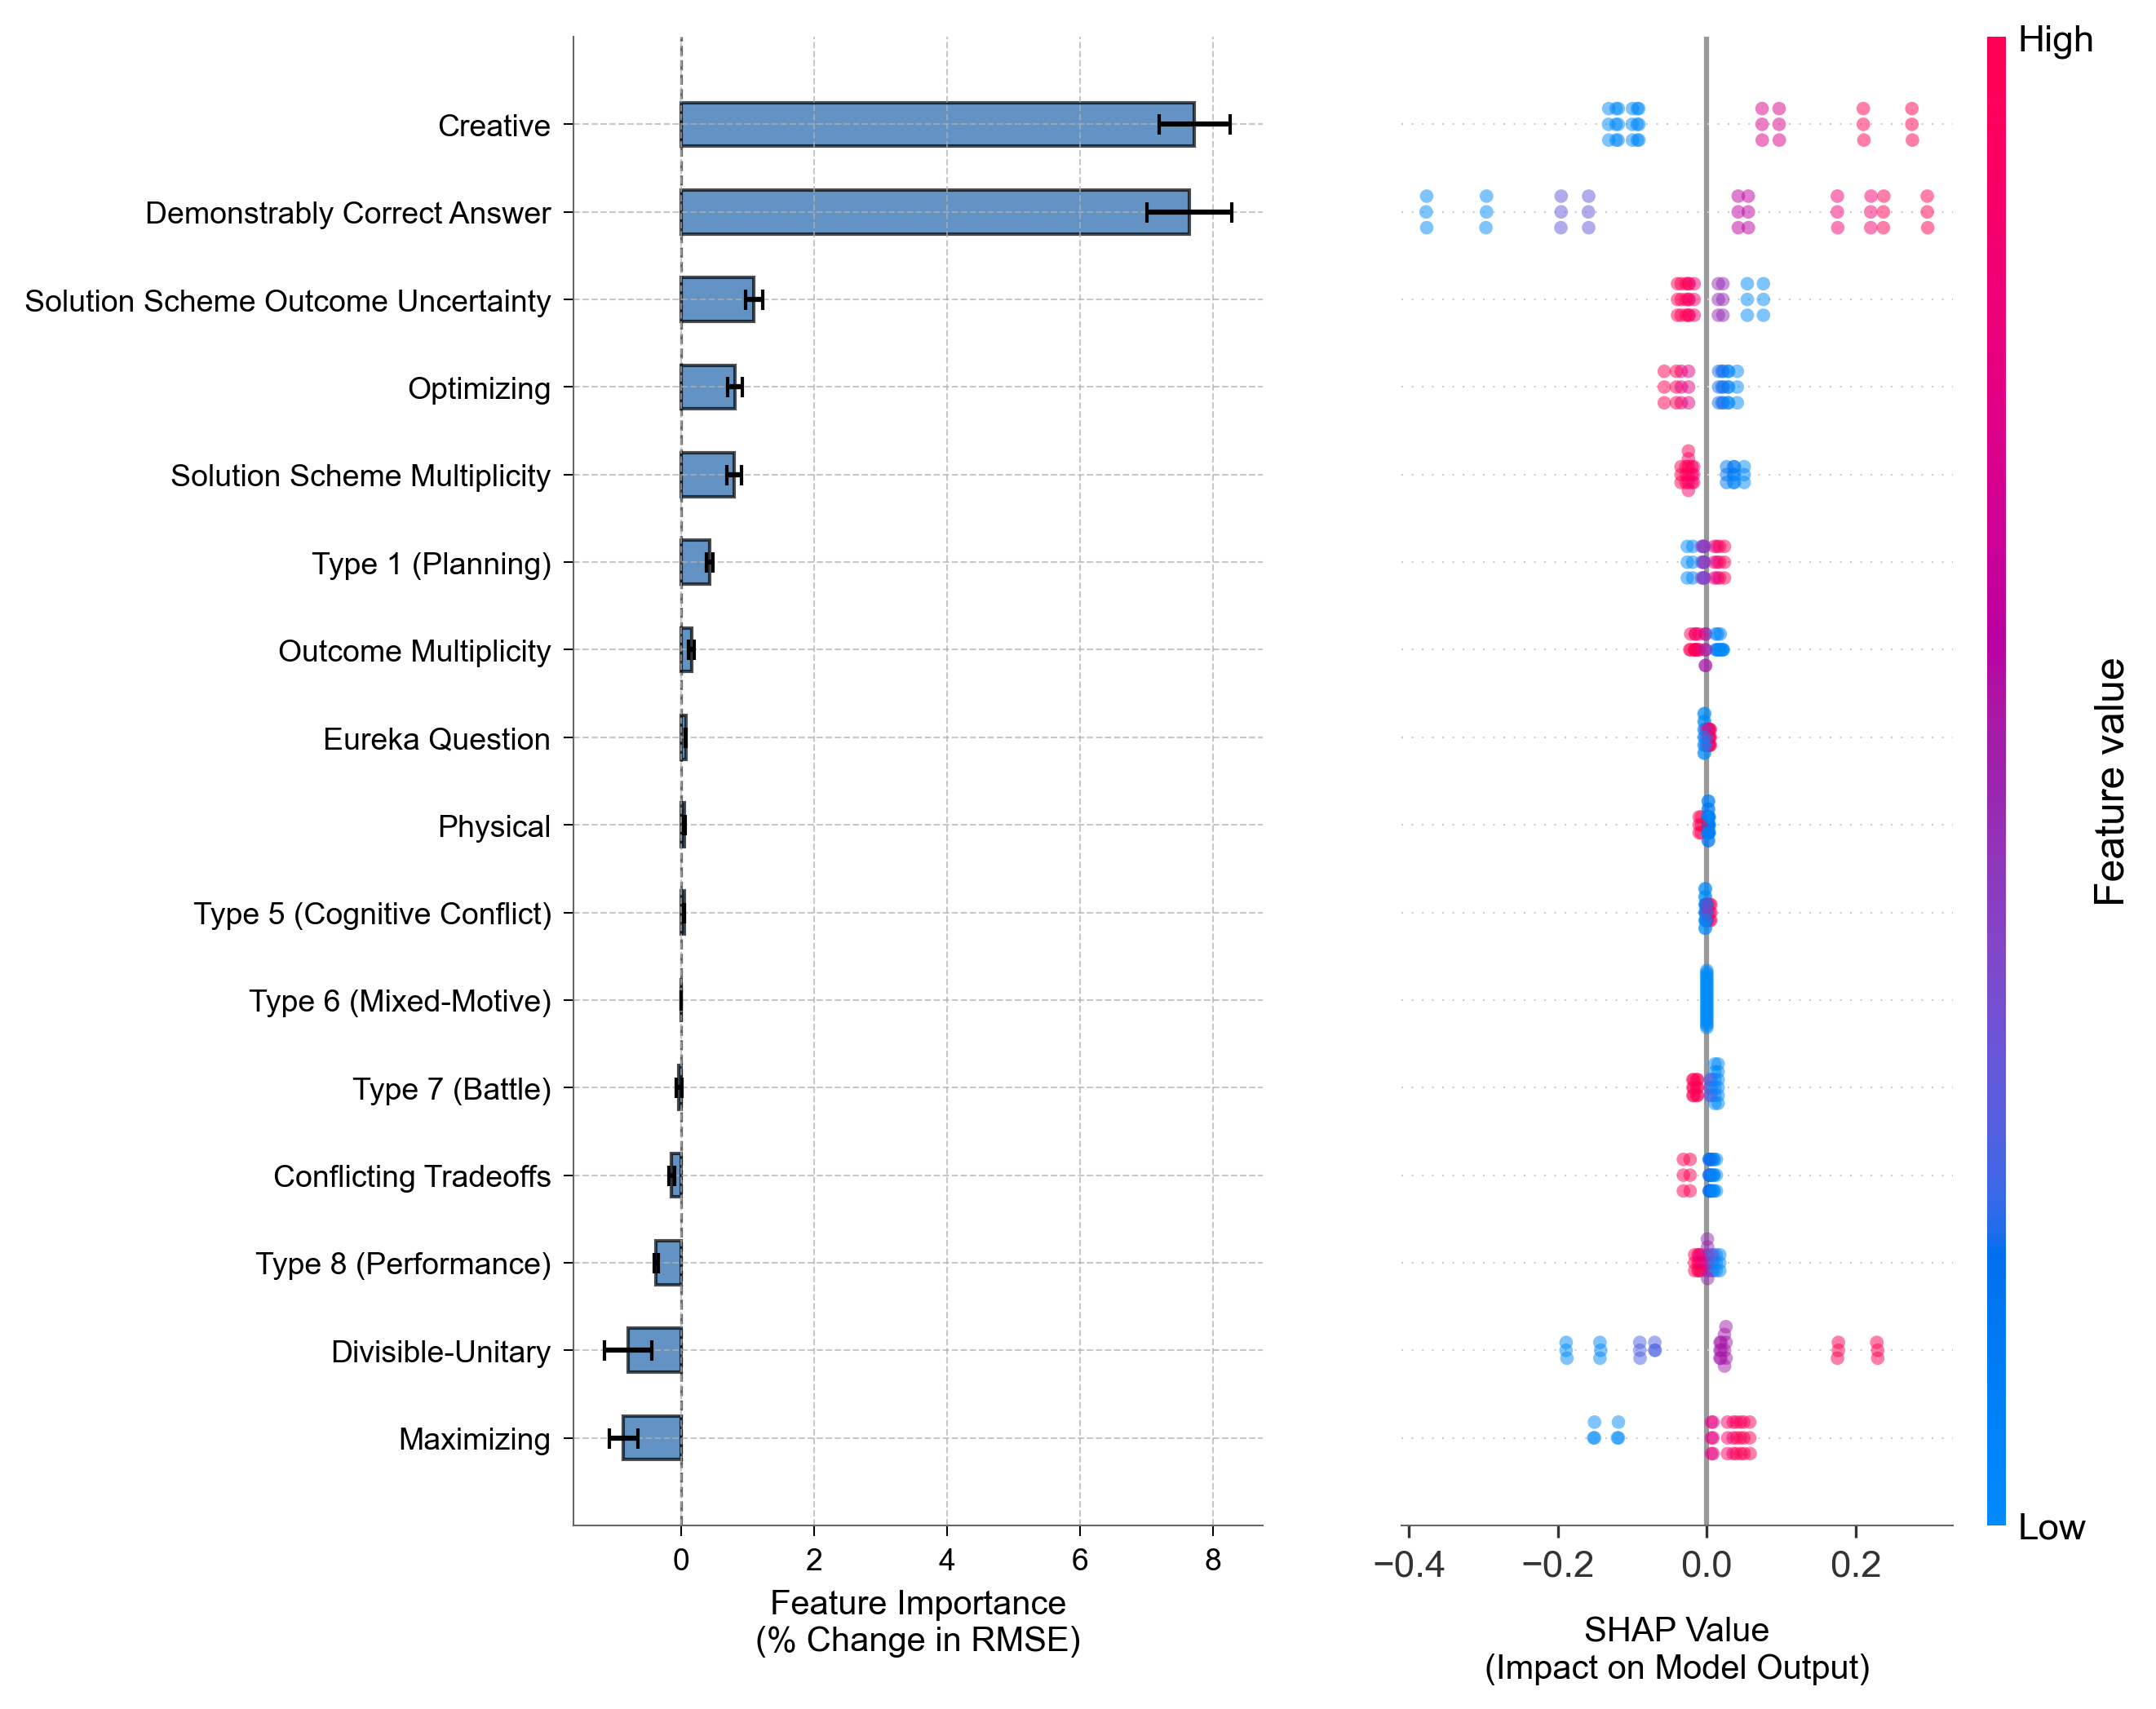 Creative
Demonstrably Correct Answer
Solution Scheme Outcome Uncertainty
Optimizing
Solution Scheme Multiplicity
Type 1 (Planning)
Outcome Multiplicity
Eureka Question
Physical
Type 5 (Cognitive Conflict)
Type 6 (Mixed-Motive)
Type 7 (Battle)
Conflicting Tradeoffs
Type 8 (Performance)
Divisible-Unitary
Maximizing
0 2 4 6 8
Feature Importance
(% Change in RMSE)
−0.4 −0.2 0.0 0.2
SHAP Value
(Impact on Model Output)
High
Feature value
Low